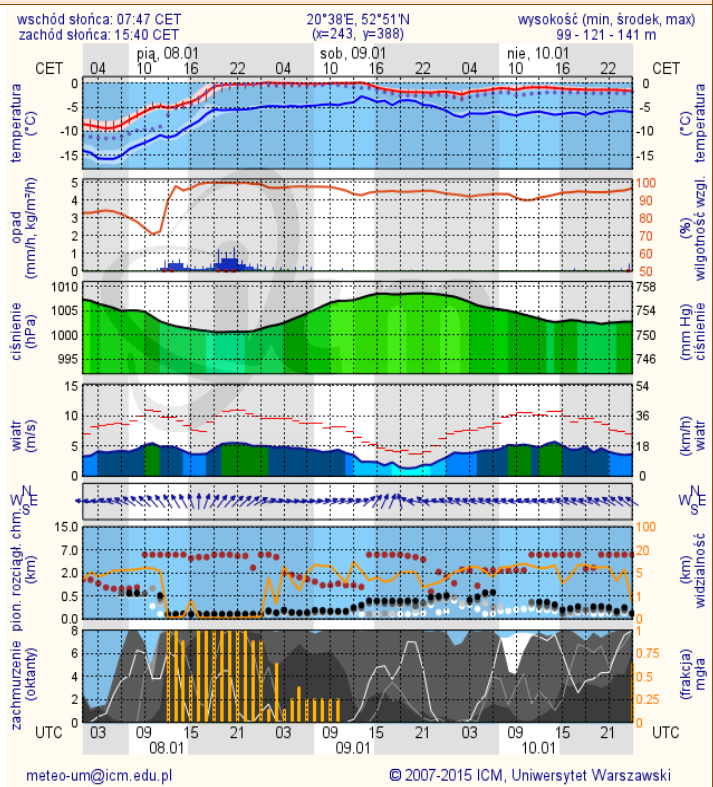 wschód słońca: 07:47 CET
zachód słońca: 15:40 CET
20°38'E, 52°51'N
(x=243, y=388)
wysokość (min, środek, max)
99 - 121 - 141 m
pią, 08.01 sob, 09.01 nie, 10.01
CET 04 10 16 22 04 10 16 22 04 10 16 22 CET
temperatura
(°C)
0
-5
-10
-15
0
-5
-10
-15
(°C)
temperatura
opad
(mm/h, kg/m²/h)
5
4
3
2
1
0
100
90
80
70
60
50
(%)
wilgotność wzgl.
ciśnienie
(hPa)
1010
1005
1000
995
758
754
750
746
(mm Hg)
ciśnienie
wiatr
(m/s)
15
10
5
0
54
36
18
0
(km/h)
wiatr
N
W E
S
N
W E
S
pion. rozciągł. chm.
(km)
15.0
7.0
2.0
0.5
0.0
100
20
5
1
0
(km)
widzialność
zachmurzenie
(oktanty)
8
6
4
2
0
1
0.75
0.5
0.25
0
(frakcja)
mgła
UTC 03 09 15 21 03 09 15 21 03 09 15 21 UTC
08.01 09.01 10.01
meteo-um@icm.edu.pl
© 2007-2015 ICM, Uniwersytet Warszawski